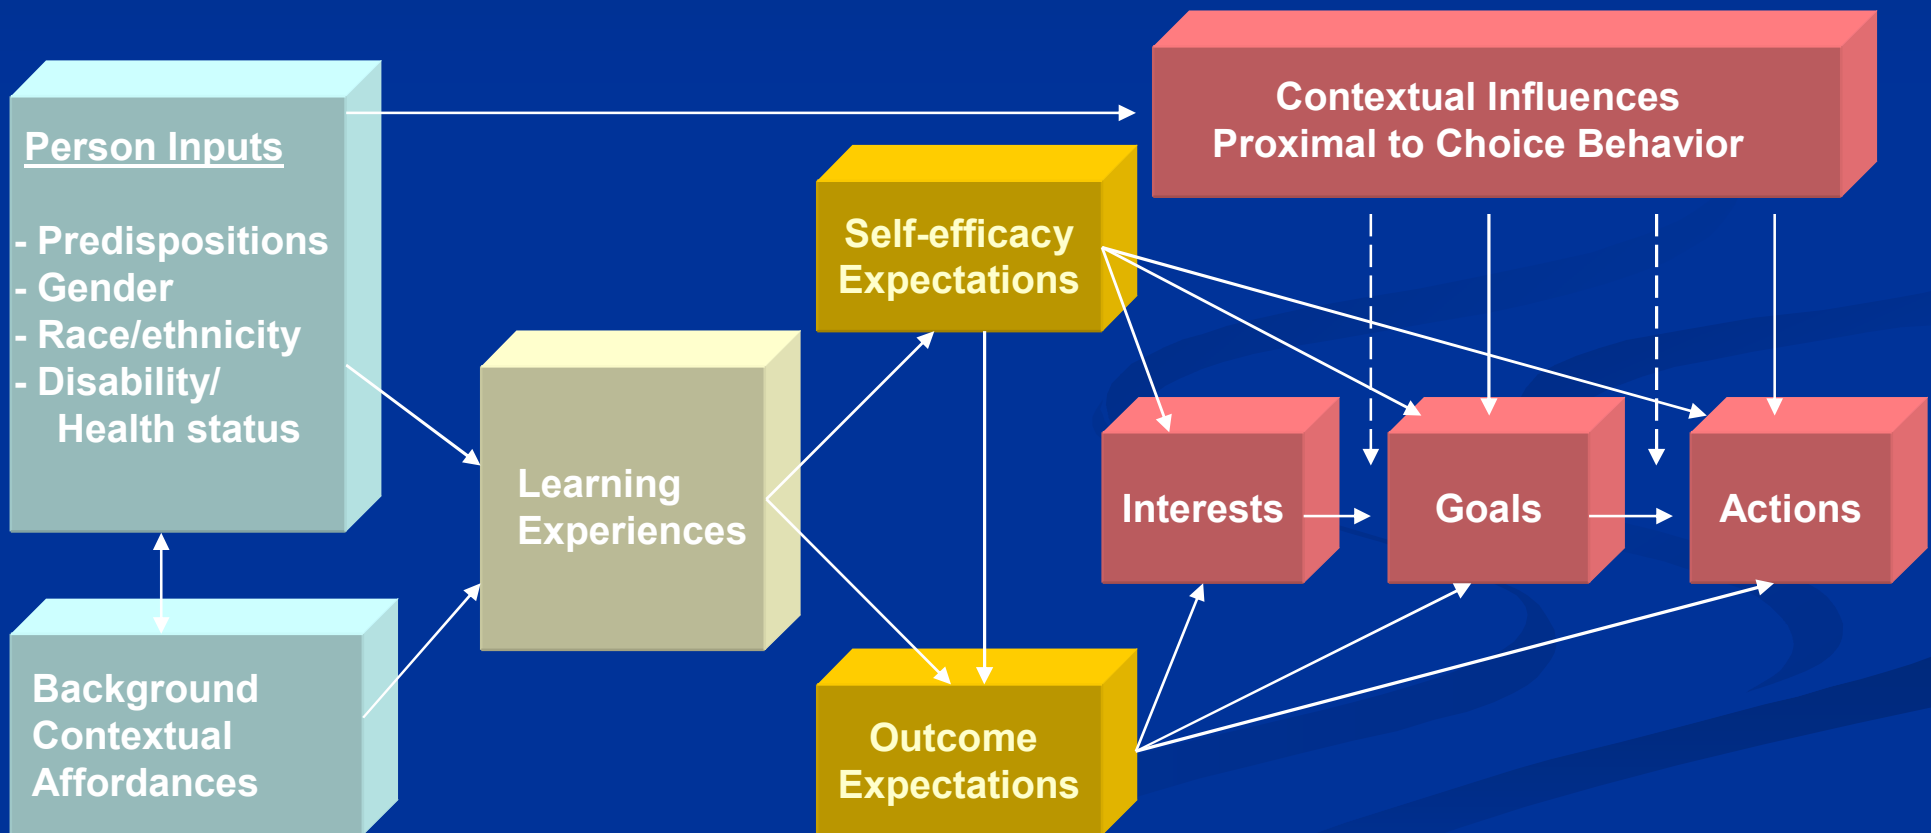 Person Inputs
- Predispositions
- Gender
- Race/ethnicity
- Disability/
Health status
Background
Contextual
Affordances
Learning
Experiences
Self-efficacy
Expectations
Outcome
Expectations
Contextual Influences
Proximal to Choice Behavior
Interests
Goals
Actions